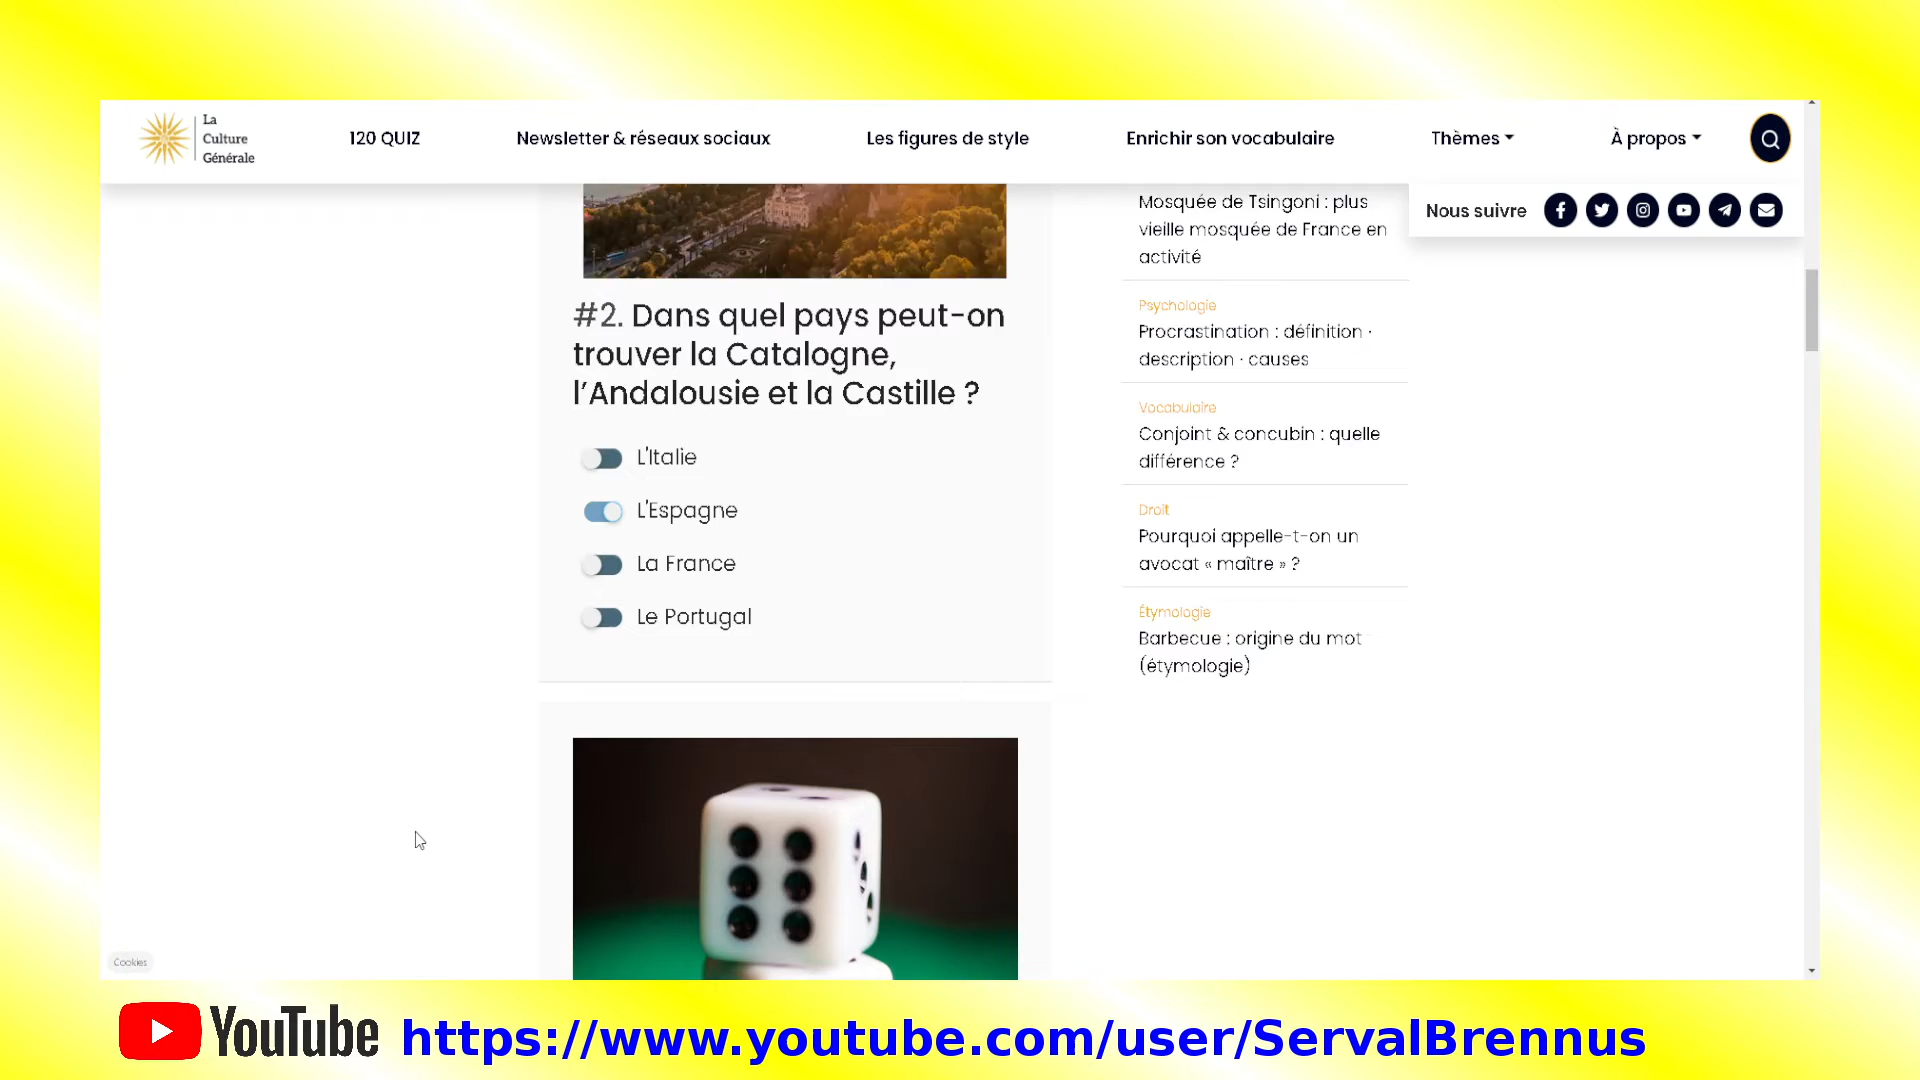 La
Culture
Générale
120 QUIZ
Newsletter & réseaux sociaux
Les figures de style
Enrichir son vocabulaire
Thèmes
À propos
Nous suivre
#2. Dans quel pays peut-on
trouver la Catalogne,
l’Andalousie et la Castille ?
L'Italie
L'Espagne
La France
Le Portugal
Mosquée de Tsingoni : plus
vieille mosquée de France en
activité
Psychologie
Procrastination : définition ·
description · causes
Vocabulaire
Conjoint & concubin : quelle
différence ?
Droit
Pourquoi appelle-t-on un
avocat « maître » ?
Étymologie
Barbecue : origine du mot
(étymologie)
Cookies
YouTube https://www.youtube.com/user/ServalBrennus